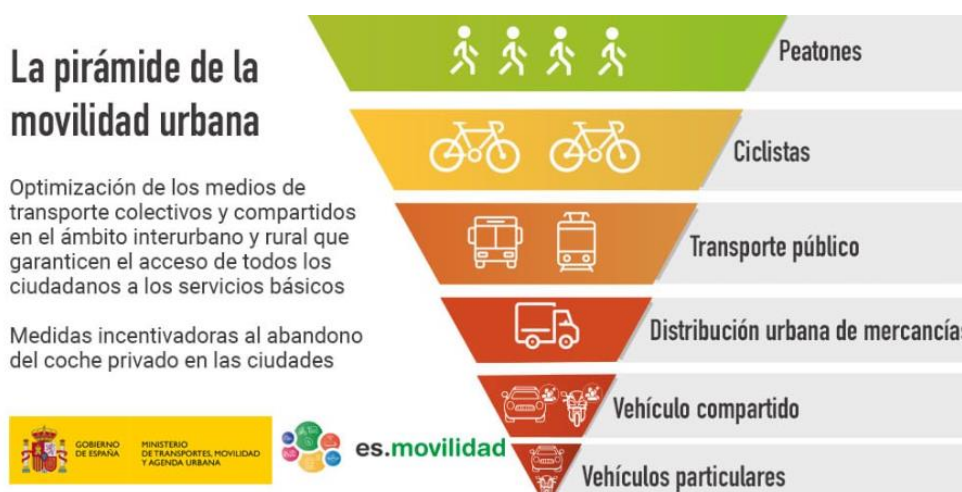 La pirámide de la
movilidad urbana
Optimización de los medios de
transporte colectivos y compartidos
en el ámbito interurbano y rural que
garanticen el acceso de todos los
ciudadanos a los servicios básicos
Medidas incentivadoras al abandono
del coche privado en las ciudades
GOBIERNO
DE ESPAÑA
MINISTERIO
DE TRANSPORTES, MOVILIDAD
Y AGENDA URBANA
es.movilidad
Peatones
Ciclistas
Transporte público
Distribución urbana de mercancías
Vehículo compartido
Vehículos particulares